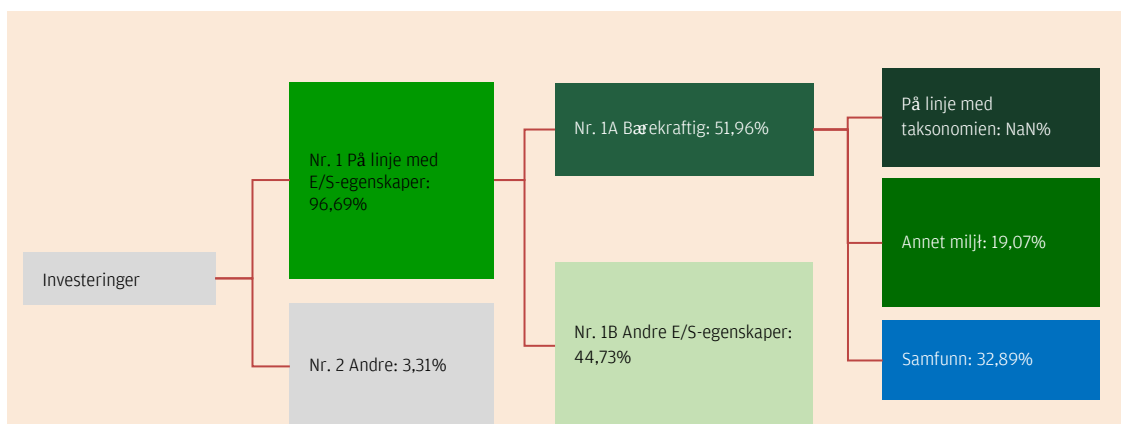 Investeringer
Nr. 1 På linje med
E/S-egenskaper:
96,69%
Nr. 2 Andre: 3,31%
Nr. 1A Bærekraftig: 51,96%
Nr. 1B Andre E/S-egenskaper:
44,73%
På linje med
taksonomien: NaN%
Annet miljł: 19,07%
Samfunn: 32,89%